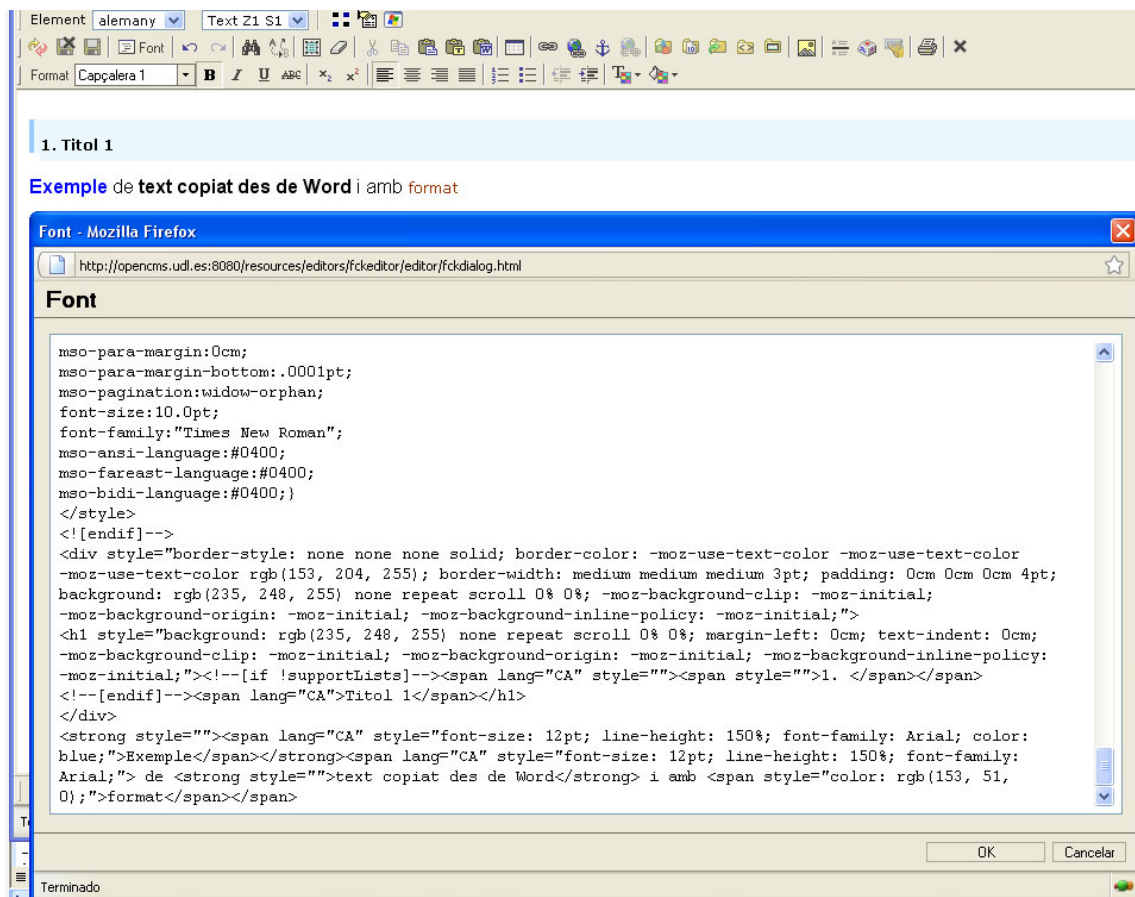 Element alemany Text Z1 S1
Font
Format Capçalera 1 B I U ABC x₂ x²
1. Titol 1
Exemple de text copiat des de Word i amb format
Font - Mozilla Firefox
http://opencms.udl.es:8080/resources/editors/fckeditor/editor/fckdialog.html
Font
mso-para-margin:0cm;
mso-para-margin-bottom:.0001pt;
mso-pagination:widow-orphan;
font-size:10.0pt;
font-family:"Times New Roman";
mso-ansi-language:#0400;
mso-fareast-language:#0400;
mso-bidi-language:#0400;}
</style>
<![endif]-->
<div style="border-style: none none none solid; border-color: -moz-use-text-color -moz-use-text-color
-moz-use-text-color rgb(153, 204, 255); border-width: medium medium medium 3pt; padding: 0cm 0cm 0cm 4pt;
background: rgb(235, 248, 255) none repeat scroll 0% 0%; -moz-background-clip: -moz-initial;
-moz-background-origin: -moz-initial; -moz-background-inline-policy: -moz-initial;">
<h1 style="background: rgb(235, 248, 255) none repeat scroll 0% 0%; margin-left: 0cm; text-indent: 0cm;
-moz-background-clip: -moz-initial; -moz-background-origin: -moz-initial; -moz-background-inline-policy:
-moz-initial;"><!--[if !supportLists]--><span lang="CA" style=""><span style="">1. </span></span>
<!--[endif]--><span lang="CA">Titol 1</span></h1>
</div>
<strong style=""><span lang="CA" style="font-size: 12pt; line-height: 150%; font-family: Arial; color:
blue;">Exemple</span></strong><span lang="CA" style="font-size: 12pt; line-height: 150%; font-family:
Arial;"> de <strong style="">text copiat des de Word</strong> i amb <span style="color: rgb(153, 51,
0);">format</span></span>
OK Cancelar
Terminado